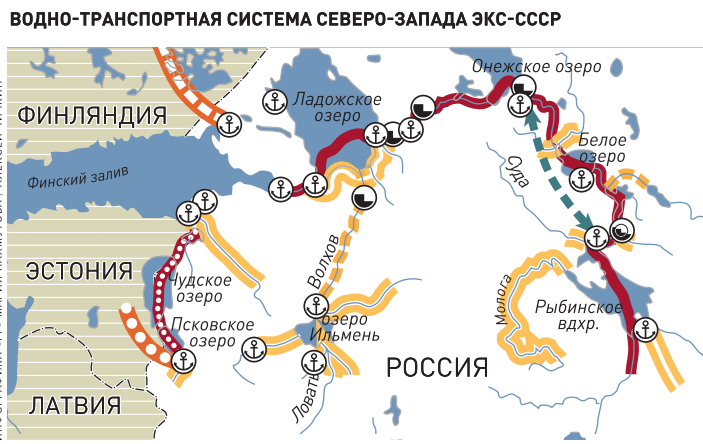 ВОДНО-ТРАНСПОРТНАЯ СИСТЕМА СЕВЕРО-ЗАПАДА ЭКС-СССР
Онежское озеро
Ладожское
озеро
ФИНЛЯНДИЯ
Белое
озеро
Финский залив
Суда
Волхов
ЭСТОНИЯ
Чудское
озеро
Молога
Рыбинское
вдхр.
Псковское
озеро
озеро
Ильмень
РОССИЯ
Ловать
ЛАТВИЯ